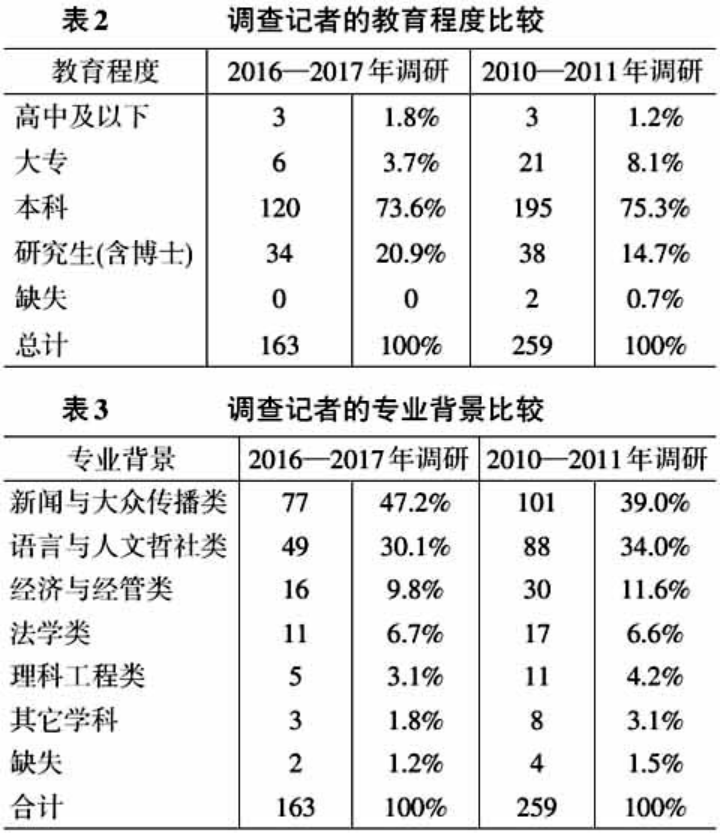 表2 调查记者的教育程度比较
教育程度 2016—2017年调研 2010—2011年调研
高中及以下 3 1.8% 3 1.2%
大专 6 3.7% 21 8.1%
本科 120 73.6% 195 75.3%
研究生(含博士) 34 20.9% 38 14.7%
缺失 0 0 2 0.7%
总计 163 100% 259 100%
表3 调查记者的专业背景比较
专业背景 2016—2017年调研 2010—2011年调研
新闻与大众传播类 77 47.2% 101 39.0%
语言与人文哲社类 49 30.1% 88 34.0%
经济与经管类 16 9.8% 30 11.6%
法学类 11 6.7% 17 6.6%
理科工程类 5 3.1% 11 4.2%
其它学科 3 1.8% 8 3.1%
缺失 2 1.2% 4 1.5%
合计 163 100% 259 100%